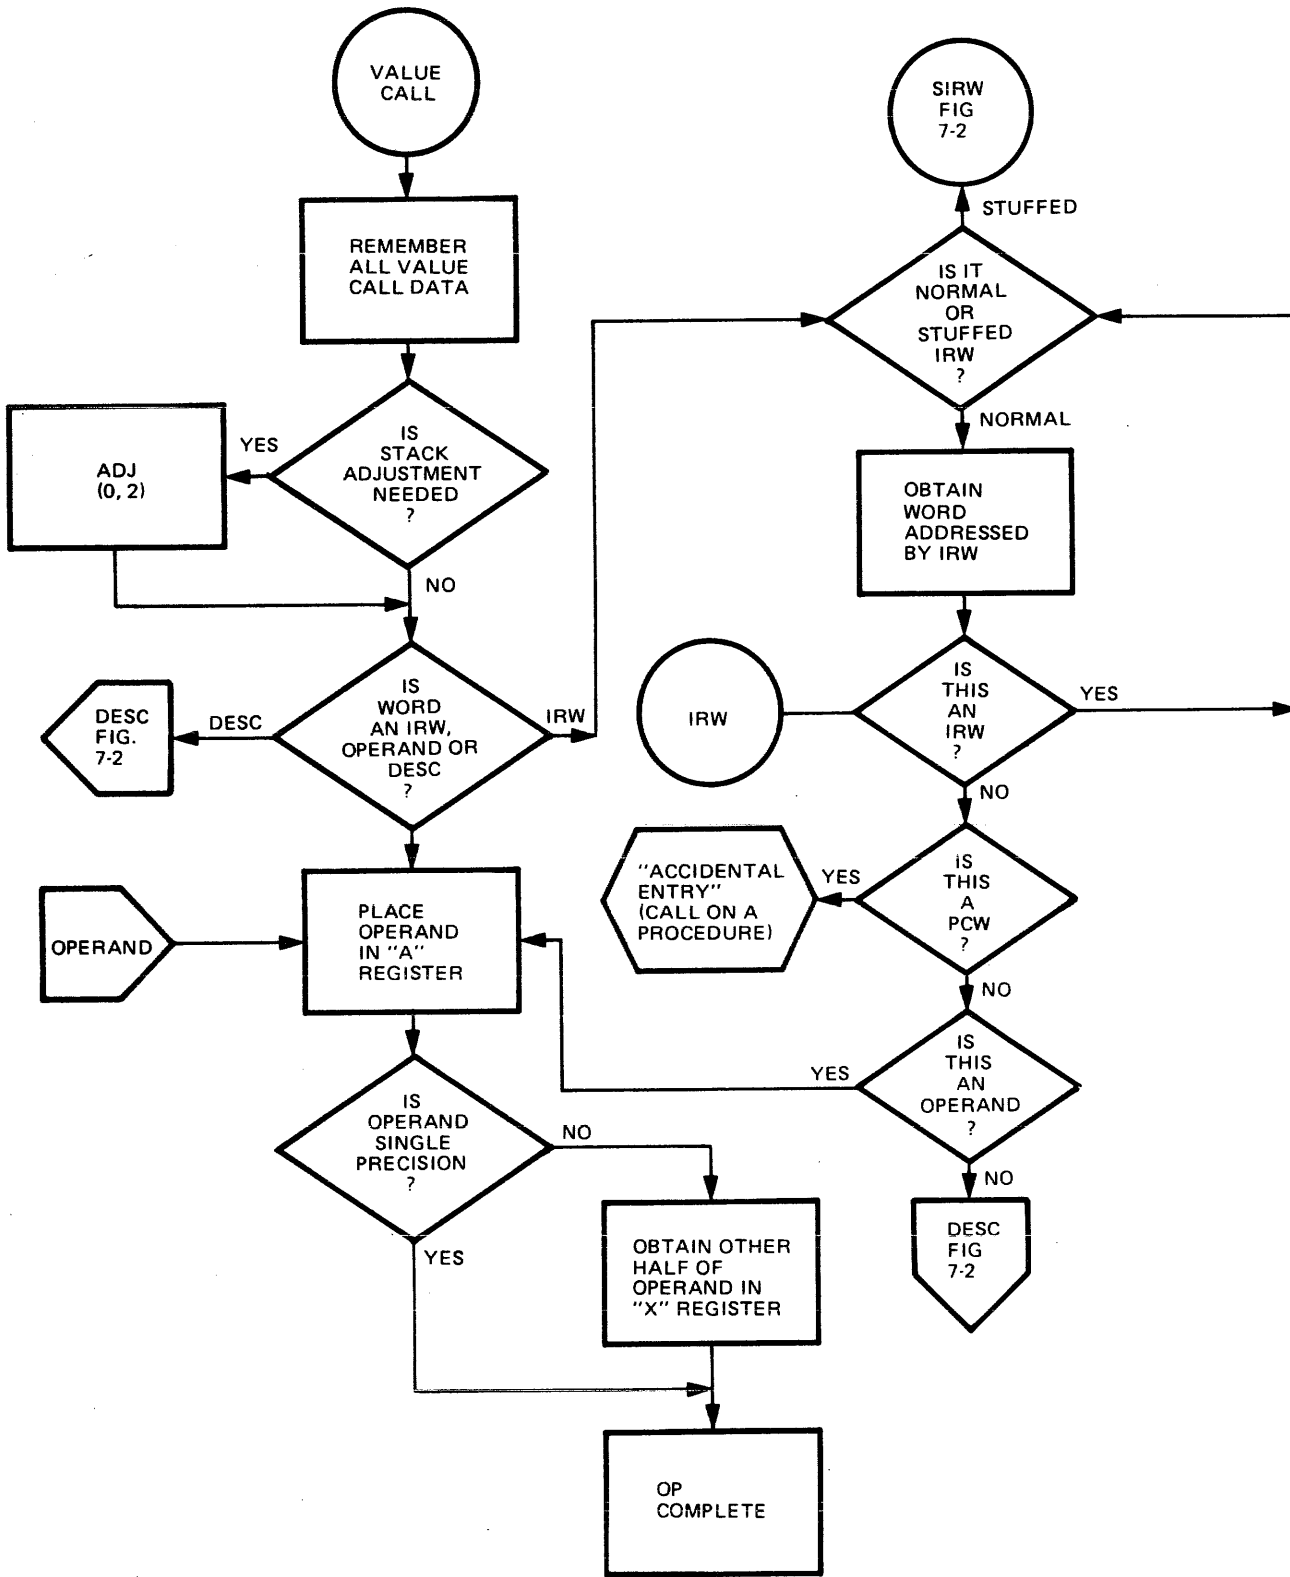 VALUE
CALL
REMEMBER
ALL VALUE
CALL DATA
IS
STACK
ADJUSTMENT
NEEDED
?
YES
ADJ
(0, 2)
NO
IS
WORD
AN IRW,
OPERAND OR
DESC
?
DESC
DESC
FIG.
7-2
IRW
OPERAND
PLACE
OPERAND
IN "A"
REGISTER
IS
OPERAND
SINGLE
PRECISION
?
NO
YES
OBTAIN OTHER
HALF OF
OPERAND IN
"X" REGISTER
OP
COMPLETE
SIRW
FIG
7-2
STUFFED
IS IT
NORMAL
OR
STUFFED
IRW
?
NORMAL
OBTAIN
WORD
ADDRESSED
BY IRW
IRW
IS
THIS
AN
IRW
?
YES
NO
"ACCIDENTAL
ENTRY"
(CALL ON A
PROCEDURE)
YES
IS
THIS
A
PCW
?
NO
YES
IS
THIS
AN
OPERAND
?
NO
DESC
FIG
7-2